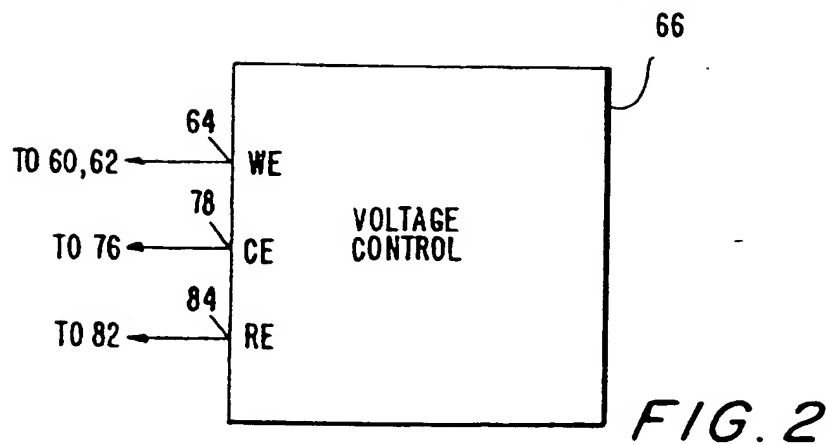 66
64
TO 60,62
WE
78
VOLTAGE
CONTROL
TO 76
CE
84
TO 82
RE
FIG. 2